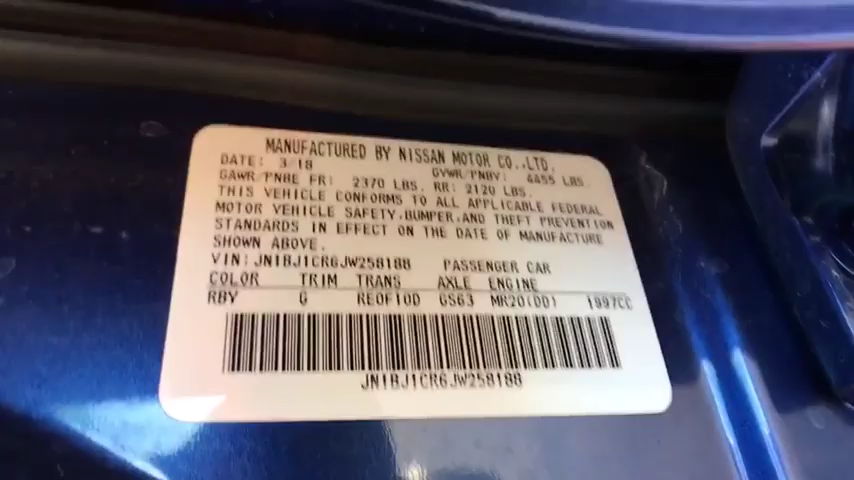 MANUFACTURED BY NISSAN MOTOR CO.,LTD.
DATE: 3/18 GVWR/PNBV: 4455 LBS.
GAWR/PNBE FR: 2370 LBS. RR: 2120 LBS.
THIS VEHICLE CONFORMS TO ALL APPLICABLE FEDERAL
MOTOR VEHICLE SAFETY,BUMPER,AND THEFT PREVENTION
STANDARDS IN EFFECT ON THE DATE OF MANUFACTURE
SHOWN ABOVE.
VIN: JN1BJ1CR6JW258188 PASSENGER CAR
COLOR TRIM TRANS AXLE ENGINE
RBY G RE0F10D GS63 MR20(DD) 1997CC
JN1BJ1CR6JW258188